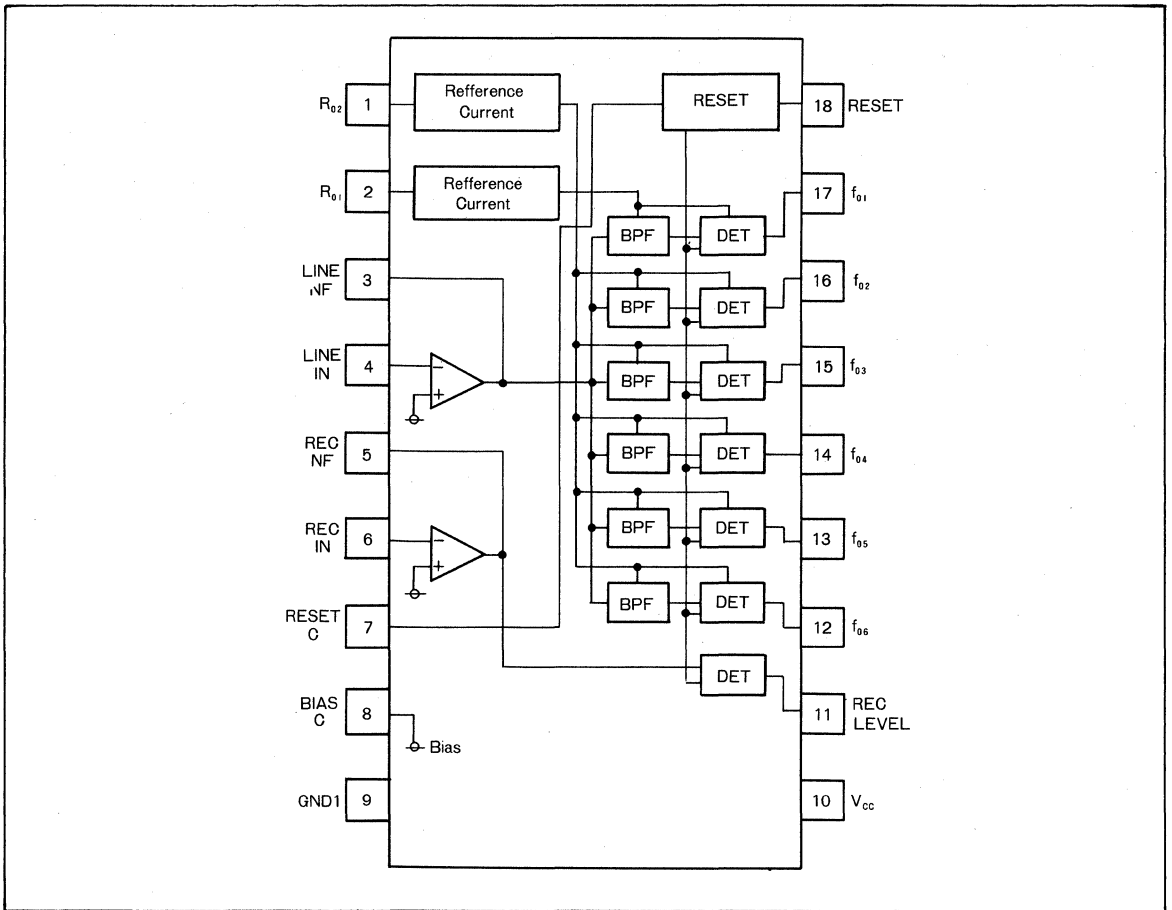 R02
1
Refference
Current
RESET
18
RESET
R01
2
Refference
Current
17
f01
BPF
DET
LINE
NF
3
16
f02
BPF
DET
LINE
IN
4
−
+
15
f03
BPF
DET
REC
NF
5
14
f04
BPF
DET
REC
IN
6
−
+
13
f05
BPF
DET
RESET
C
7
12
f06
BPF
DET
DET
11
REC
LEVEL
BIAS
C
8
Bias
GND1
9
10
Vcc